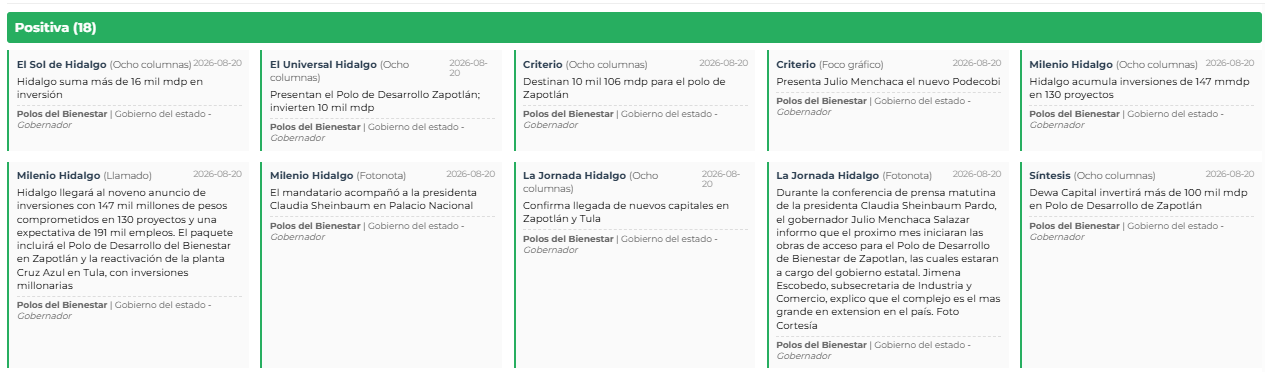 Positiva (18)
El Sol de Hidalgo (Ocho columnas) 2026-08-20
Hidalgo suma más de 16 mil mdp en
inversión
Polos del Bienestar | Gobierno del estado -
Gobernador
El Universal Hidalgo (Ocho
columnas)
2026-08-
20
Presentan el Polo de Desarrollo Zapotlán;
invierten 10 mil mdp
Polos del Bienestar | Gobierno del estado -
Gobernador
Criterio (Ocho columnas) 2026-08-20
Destinan 10 mil 106 mdp para el polo de
Zapotlán
Polos del Bienestar | Gobierno del estado -
Gobernador
Criterio (Foco gráfico) 2026-08-20
Presenta Julio Menchaca el nuevo Podecobi
Polos del Bienestar | Gobierno del estado -
Gobernador
Milenio Hidalgo (Ocho columnas) 2026-08-20
Hidalgo acumula inversiones de 147 mmdp
en 130 proyectos
Polos del Bienestar | Gobierno del estado -
Gobernador
Milenio Hidalgo (Llamado) 2026-08-20
Hidalgo llegará al noveno anuncio de
inversiones con 147 mil millones de pesos
comprometidos en 130 proyectos y una
expectativa de 191 mil empleos. El paquete
incluirá el Polo de Desarrollo del Bienestar
en Zapotlán y la reactivación de la planta
Cruz Azul en Tula, con inversiones
millonarias
Polos del Bienestar | Gobierno del estado -
Gobernador
Milenio Hidalgo (Fotonota) 2026-08-20
El mandatario acompañó a la presidenta
Claudia Sheinbaum en Palacio Nacional
Polos del Bienestar | Gobierno del estado -
Gobernador
La Jornada Hidalgo (Ocho
columnas)
2026-08-
20
Confirma llegada de nuevos capitales en
Zapotlán y Tula
Polos del Bienestar | Gobierno del estado -
Gobernador
La Jornada Hidalgo (Fotonota) 2026-08-20
Durante la conferencia de prensa matutina
de la presidenta Claudia Sheinbaum Pardo,
el gobernador Julio Menchaca Salazar
informo que el proximo mes iniciaran las
obras de acceso para el Polo de Desarrollo
de Bienestar de Zapotlan, las cuales estaran
a cargo del gobierno estatal. Jimena
Escobedo, subsecretaria de Industria y
Comercio, explico que el complejo es el mas
grande en extension en el país. Foto
Cortesía
Polos del Bienestar | Gobierno del estado -
Gobernador
Síntesis (Ocho columnas) 2026-08-20
Dewa Capital invertirá más de 100 mil mdp
en Polo de Desarrollo de Zapotlán
Polos del Bienestar | Gobierno del estado -
Gobernador